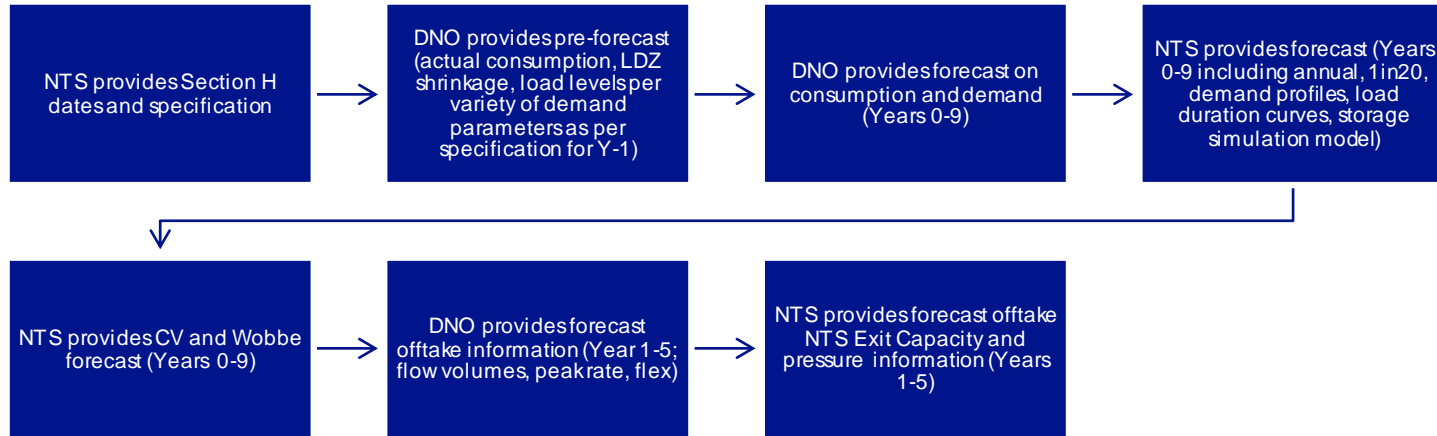 NTS provides Section H
dates and specification
DNO provides pre-forecast
(actual consumption, LDZ
shrinkage, load levels per
variety of demand
parameters as per
specification for Y-1)
DNO provides forecast on
consumption and demand
(Years 0-9)
NTS provides forecast (Years
0-9 including annual, 1in20,
demand profiles, load
duration curves, storage
simulation model)
NTS provides CV and Wobbe
forecast (Years 0-9)
DNO provides forecast
offtake information (Year 1-5;
flow volumes, peak rate, flex)
NTS provides forecast offtake
NTS Exit Capacity and
pressure information (Years
1-5)